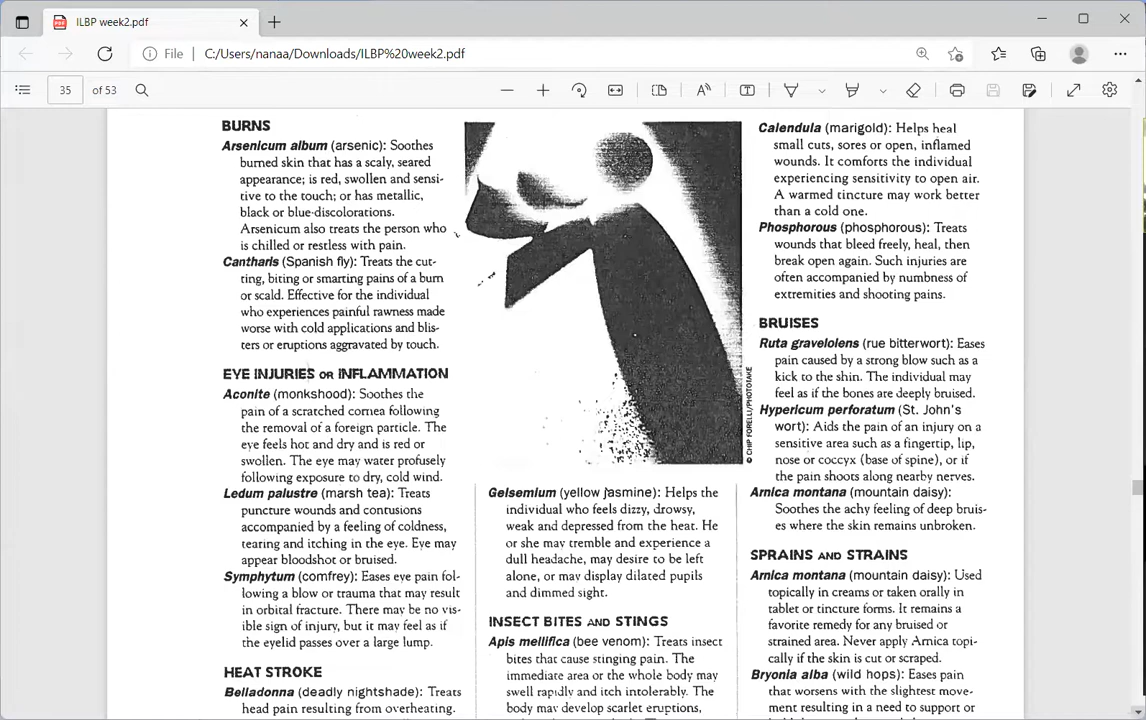 ILBP week2.pdf
File
C:/Users/nanaa/Downloads/ILBP%20week2.pdf
35 of 53
BURNS
Arsenicum album (arsenic): Soothes
burned skin that has a scaly, seared
appearance; is red, swollen and sensi-
tive to the touch; or has metallic,
black or blue-discolorations.
Arsenicum also treats the person who
is chilled or restless with pain.
Cantharis (Spanish fly): Treats the cut-
ting, biting or smarting pains of a burn
or scald. Effective for the individual
who experiences painful rawness made
worse with cold applications and blis-
ters or eruptions aggravated by touch.
EYE INJURIES OR INFLAMMATION
Aconite (monkshood): Soothes the
pain of a scratched cornea following
the removal of a foreign particle. The
eye feels hot and dry and is red or
swollen. The eye may water profusely
following exposure to dry, cold wind.
Ledum palustre (marsh tea): Treats
puncture wounds and contusions
accompanied by a feeling of coldness,
tearing and itching in the eye. Eye may
appear bloodshot or bruised.
Symphytum (comfrey): Eases eye pain fol-
lowing a blow or trauma that may result
in orbital fracture. There may be no vis-
ible sign of injury, but it may feel as if
the eyelid passes over a large lump.
HEAT STROKE
Belladonna (deadly nightshade): Treats
head pain resulting from overheating.
© CHIP FORELLI/PHOTOTAKE
Gelsemium (yellow jasmine): Helps the
individual who feels dizzy, drowsy,
weak and depressed from the heat. He
or she may tremble and experience a
dull headache, may desire to be left
alone, or may display dilated pupils
and dimmed sight.
INSECT BITES AND STINGS
Apis mellifica (bee venom): Treats insect
bites that cause stinging pain. The
immediate area or the whole body may
swell rapidly and itch intolerably. The
body may develop scarlet eruptions,
Calendula (marigold): Helps heal
small cuts, sores or open, inflamed
wounds. It comforts the individual
experiencing sensitivity to open air.
A warmed tincture may work better
than a cold one.
Phosphorous (phosphorous): Treats
wounds that bleed freely, heal, then
break open again. Such injuries are
often accompanied by numbness of
extremities and shooting pains.
BRUISES
Ruta gravelolens (rue bitterwort): Eases
pain caused by a strong blow such as a
kick to the shin. The individual may
feel as if the bones are deeply bruised.
Hypericum perforatum (St. John's
wort): Aids the pain of an injury on a
sensitive area such as a fingertip, lip,
nose or coccyx (base of spine), or if
the pain shoots along nearby nerves.
Arnica montana (mountain daisy):
Soothes the achy feeling of deep bruis-
es where the skin remains unbroken.
SPRAINS AND STRAINS
Arnica montana (mountain daisy): Used
topically in creams or taken orally in
tablet or tincture forms. It remains a
favorite remedy for any bruised or
strained area. Never apply Arnica topi-
cally if the skin is cut or scraped.
Bryonia alba (wild hops): Eases pain
that worsens with the slightest move-
ment resulting in a need to support or